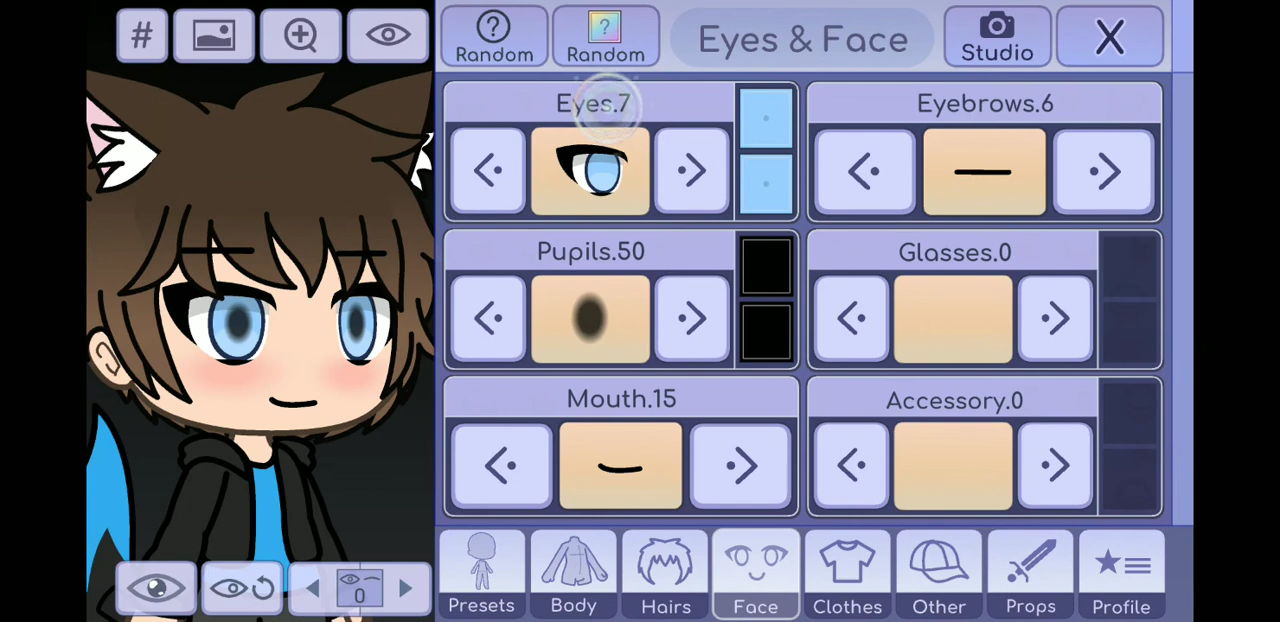 #
?
Random
?
Random
Eyes & Face
Studio
X
Eyes.7
Eyebrows.6
Pupils.50
Glasses.0
Mouth.15
Accessory.0
0
Presets
Body
Hairs
Face
Clothes
Other
Props
Profile